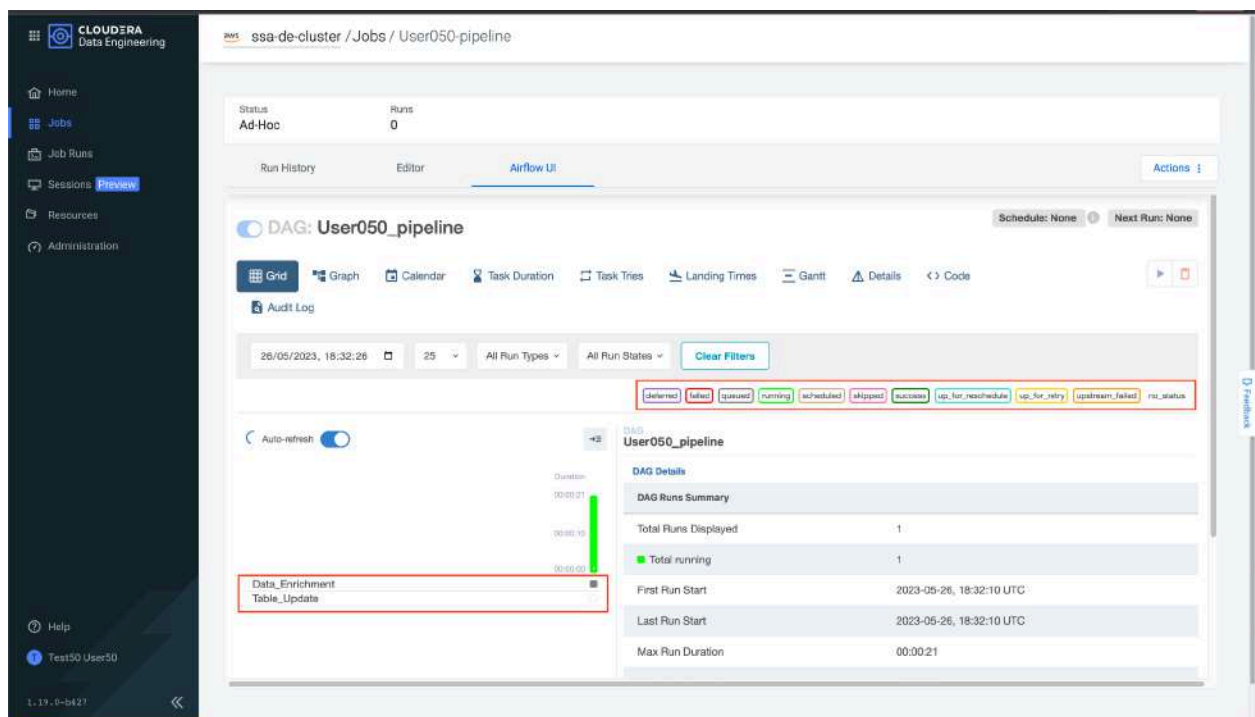 CLOUDERA
Data Engineering
aws ssa-de-cluster / Jobs / User050-pipeline
Home
Jobs
Job Runs
Sessions Preview
Resources
Administration
Help
T Test50 User50
1.19.0-b427
Status Runs
Ad-Hoc 0
Run History Editor Airflow UI Actions
DAG: User050_pipeline Schedule: None Next Run: None
Grid Graph Calendar Task Duration Task Tries Landing Times Gantt Details Code
Audit Log
26/05/2023, 18:32:26 25 All Run Types All Run States Clear Filters
deferred failed queued running scheduled skipped success up_for_reschedule up_for_retry upstream_failed no_status
Auto-refresh
Duration
00:00:21
00:00:10
00:00:00
Data_Enrichment
Table_Update
DAG
User050_pipeline
DAG Details
DAG Runs Summary
Total Runs Displayed 1
Total running 1
First Run Start 2023-05-26, 18:32:10 UTC
Last Run Start 2023-05-26, 18:32:10 UTC
Max Run Duration 00:00:21
Feedback